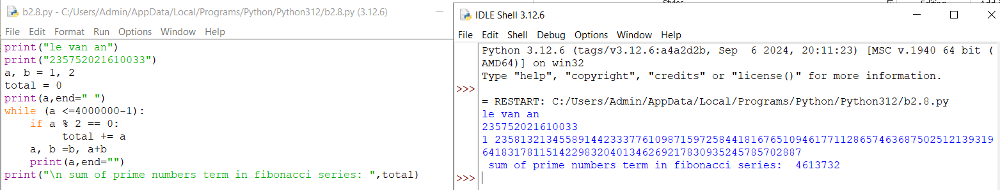 b2.8.py - C:/Users/Admin/AppData/Local/Programs/Python/Python312/b2.8.py (3.12.6)
File Edit Format Run Options Window Help
print("le van an")
print("235752021610033")
a, b = 1, 2
total = 0
print(a,end=" ")
while (a <=4000000-1):
    if a % 2 == 0:
         total += a
    a, b =b, a+b
    print(a,end="")
print("\n sum of prime numbers term in fibonacci series: ",total)
IDLE Shell 3.12.6
File Edit Shell Debug Options Window Help
Python 3.12.6 (tags/v3.12.6:a4a2d2b, Sep  6 2024, 20:11:23) [MSC v.1940 64 bit (
AMD64)] on win32
Type "help", "copyright", "credits" or "license()" for more information.
>>>
= RESTART: C:/Users/Admin/AppData/Local/Programs/Python/Python312/b2.8.py
le van an
235752021610033
1 235813213455891442333776109871597258441816765109461771128657463687502512139319
64183178115142298320401346269217830935245785702887
 sum of prime numbers term in fibonacci series:  4613732
>>>